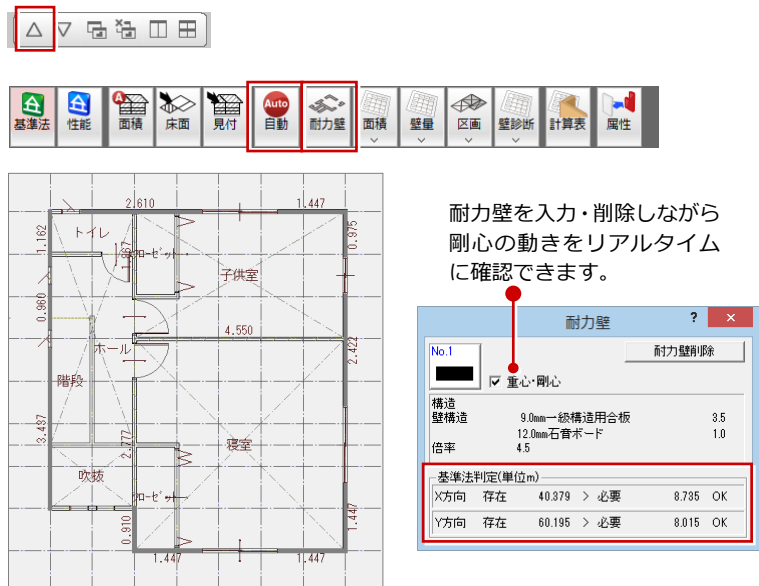 基準法 性能 面積 床面 見付 Auto 自動 耐力壁 面積 壁量 区画 壁診断 計算表 属性
2.610 1.447
トイレ
1.162
1.867
クローゼット
0.975
子供室
0.960
4.550
ホール
2.422
階段
3.437
2.777
寝室
吹抜
クローゼット
0.910
1.447
1.447 1.447
耐力壁を入力・削除しながら
剛心の動きをリアルタイム
に確認できます。
耐力壁 ? ×
No.1
耐力壁削除
重心・剛心
構造
壁構造 9.0mm一級構造用合板 3.5
12.0mm石音ボード 1.0
倍率 4.5
基準法判定(単位m)
X方向 存在 40.379 > 必要 8.735 OK
Y方向 存在 60.195 > 必要 8.015 OK